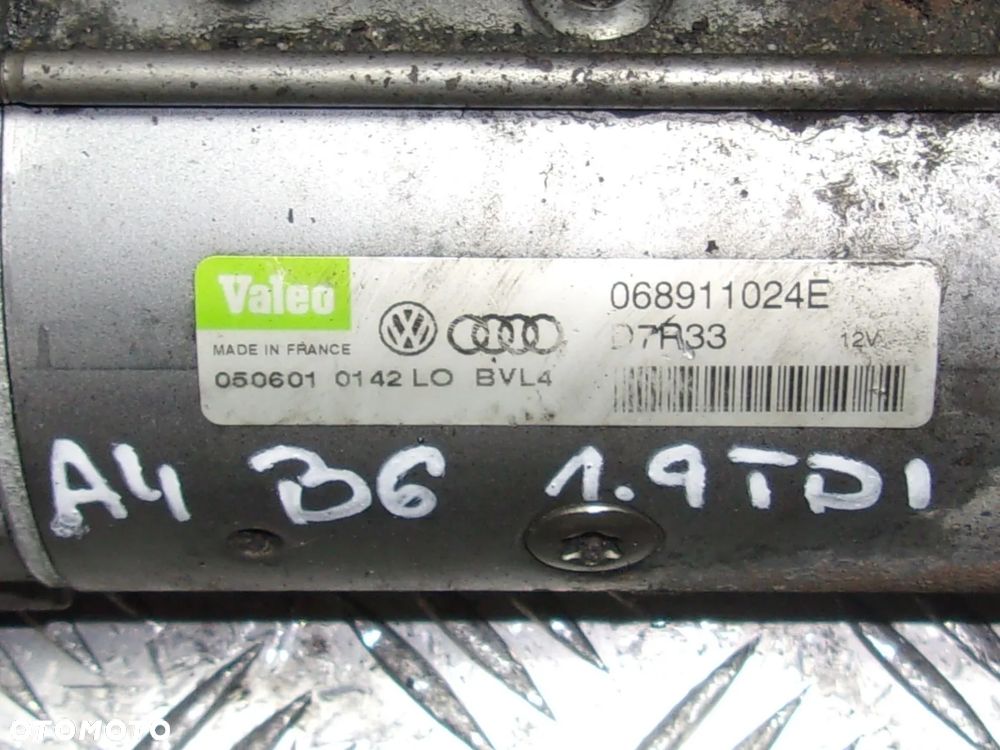 Valeo
068911024E
D7R33 12V
MADE IN FRANCE
050601 0142 LO BVL4
A4 B6 1.9TDI
OTOMOTO